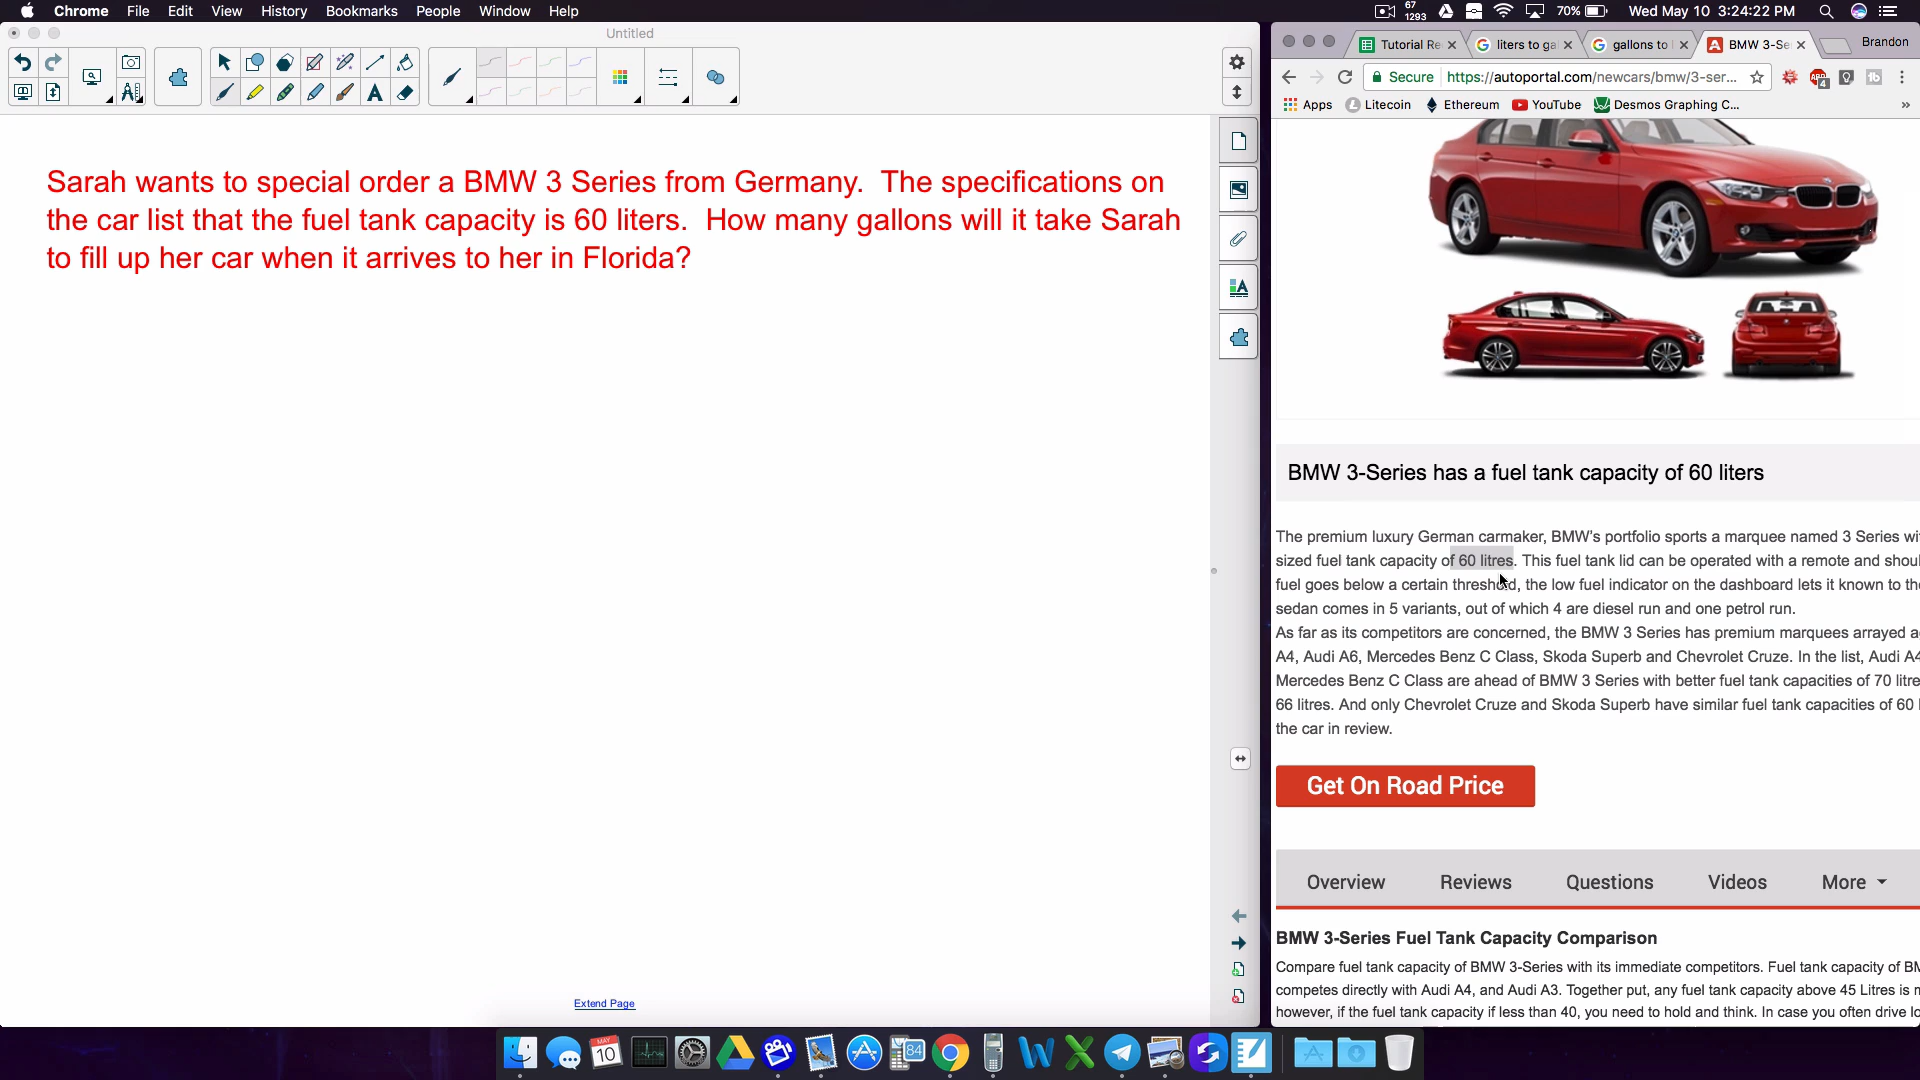 Chrome File Edit View History Bookmarks People Window Help
67
1293
70% Wed May 10 3:24:22 PM
Untitled
Tutorial Re
liters to ga
gallons to
BMW 3-Se
Brandon
Secure https://autoportal.com/newcars/bmw/3-ser...
Apps Litecoin Ethereum YouTube Desmos Graphing C... »
Sarah wants to special order a BMW 3 Series from Germany. The specifications on
the car list that the fuel tank capacity is 60 liters. How many gallons will it take Sarah
to fill up her car when it arrives to her in Florida?
BMW 3-Series has a fuel tank capacity of 60 liters
The premium luxury German carmaker, BMW's portfolio sports a marquee named 3 Series wi
sized fuel tank capacity of 60 litres. This fuel tank lid can be operated with a remote and shoul
fuel goes below a certain threshold, the low fuel indicator on the dashboard lets it known to the
sedan comes in 5 variants, out of which 4 are diesel run and one petrol run.
As far as its competitors are concerned, the BMW 3 Series has premium marquees arrayed a
A4, Audi A6, Mercedes Benz C Class, Skoda Superb and Chevrolet Cruze. In the list, Audi A4
Mercedes Benz C Class are ahead of BMW 3 Series with better fuel tank capacities of 70 litre
66 litres. And only Chevrolet Cruze and Skoda Superb have similar fuel tank capacities of 60 l
the car in review.
Get On Road Price
Overview Reviews Questions Videos More
BMW 3-Series Fuel Tank Capacity Comparison
Compare fuel tank capacity of BMW 3-Series with its immediate competitors. Fuel tank capacity of BM
competes directly with Audi A4, and Audi A3. Together put, any fuel tank capacity above 45 Litres is
however, if the fuel tank capacity if less than 40, you need to hold and think. In case you often drive lo
Extend Page
MAY
10
84